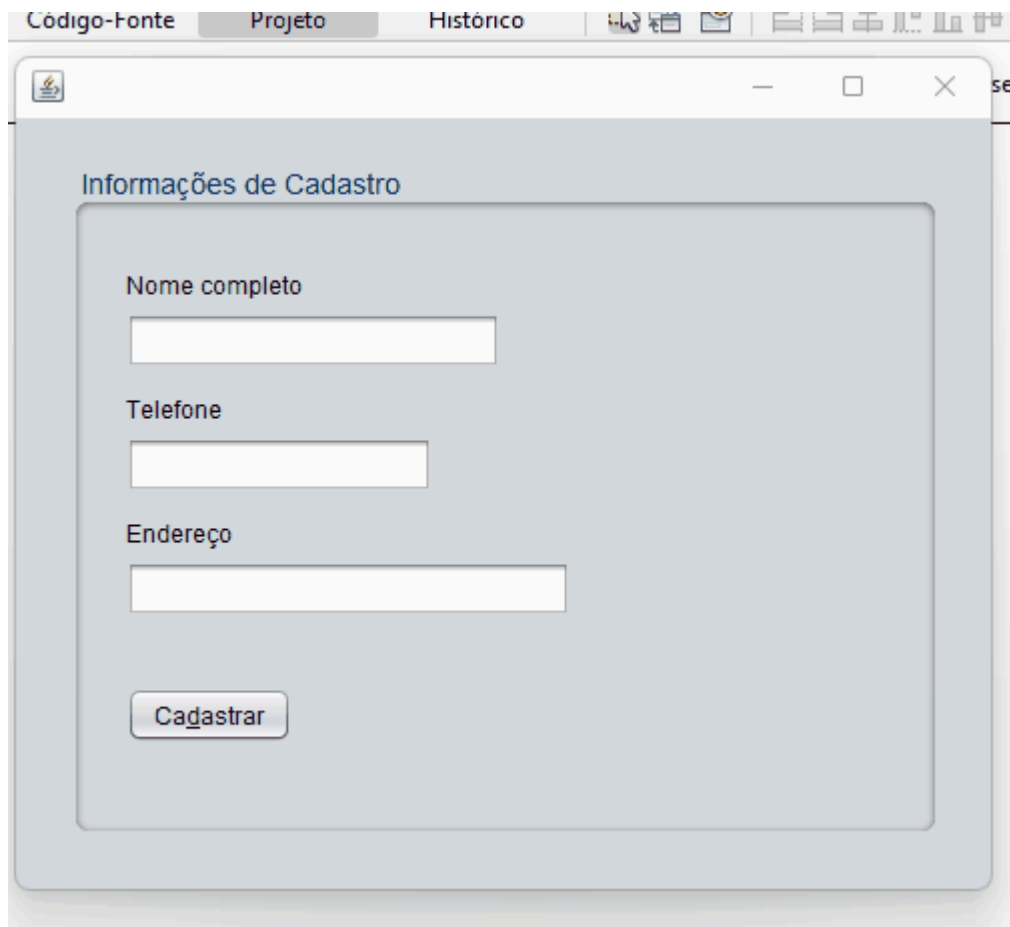 Código-Fonte Projeto Histórico
Informações de Cadastro
Nome completo
Telefone
Endereço
Cadastrar